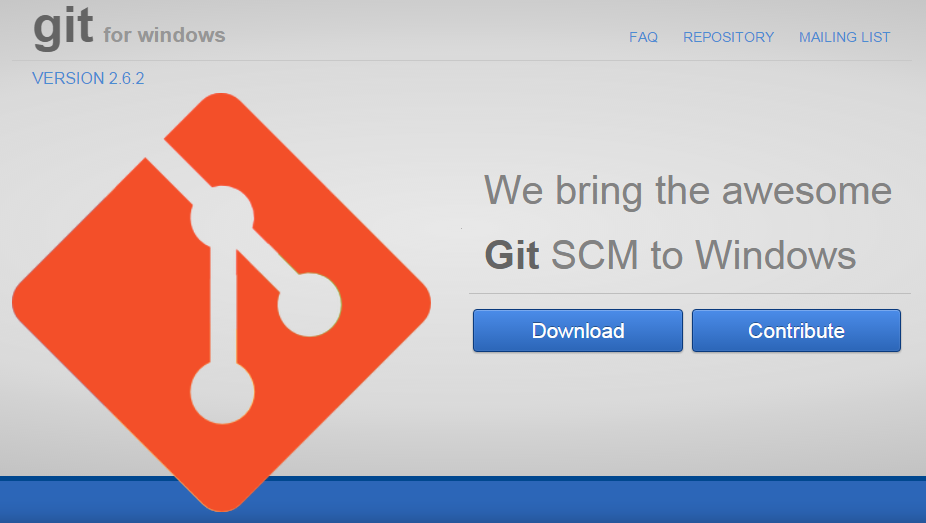 git for windows
FAQ REPOSITORY MAILING LIST
VERSION 2.6.2
We bring the awesome
Git SCM to Windows
Download Contribute